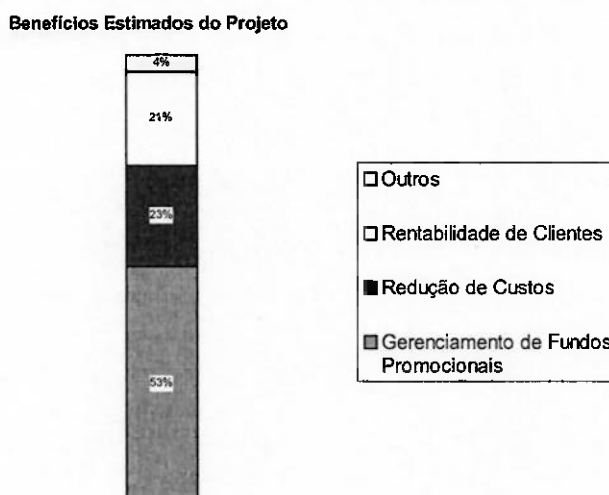 Benefícios Estimados do Projeto
4%
21%
23%
53%
Outros
Rentabilidade de Clientes
Redução de Custos
Gerenciamento de Fundos
Promocionais